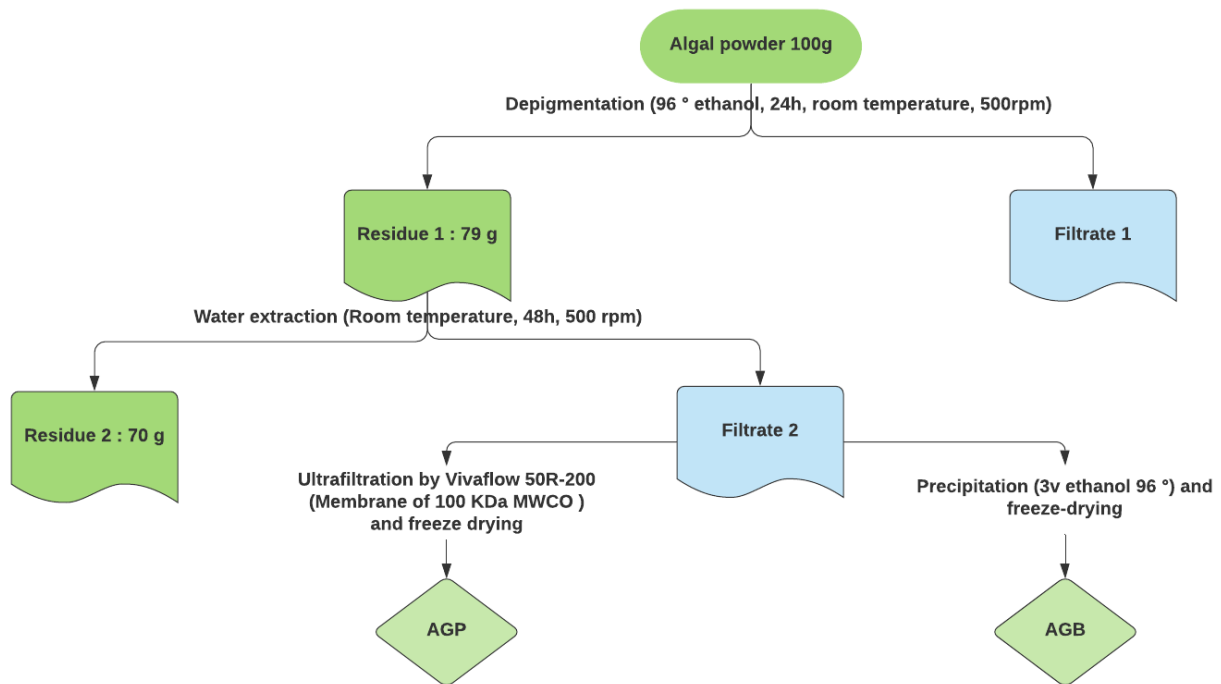 Algal powder 100g
Depigmentation (96 ° ethanol, 24h, room temperature, 500rpm)
Residue 1 : 79 g
Filtrate 1
Water extraction (Room temperature, 48h, 500 rpm)
Residue 2 : 70 g
Filtrate 2
Ultrafiltration by Vivaflow 50R-200
(Membrane of 100 KDa MWCO )
and freeze drying
Precipitation (3v ethanol 96 °) and
freeze-drying
AGP
AGB